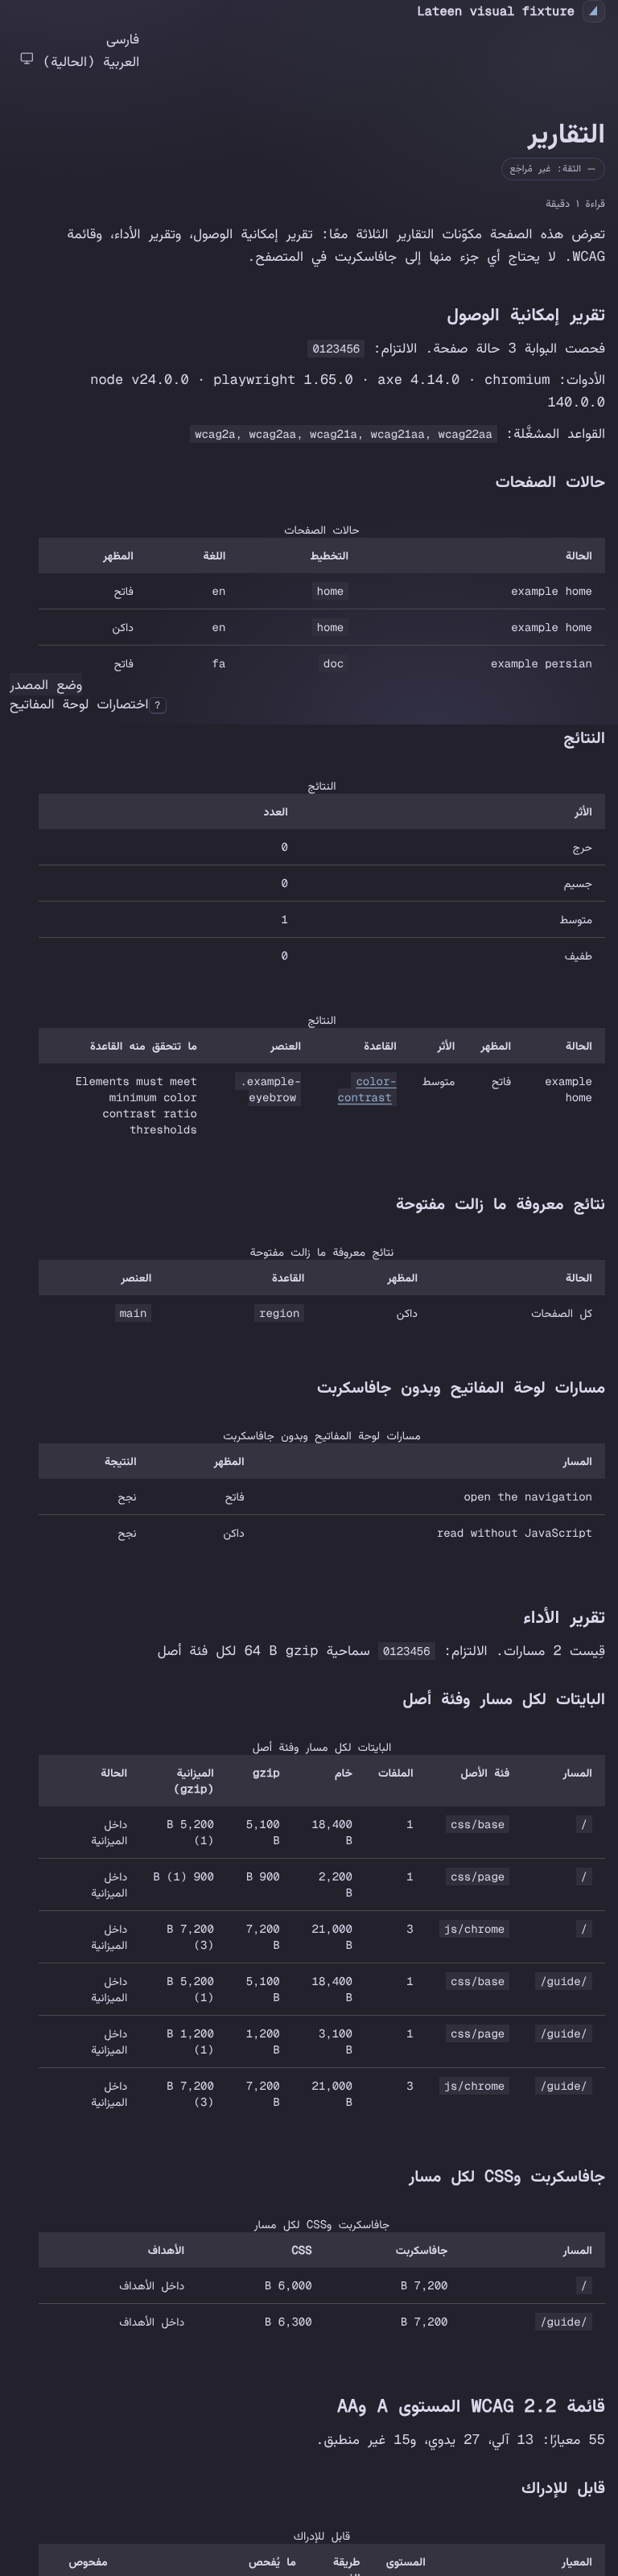 Lateen visual fixture
فارسی
العربية (الحالية)
التقارير
— الثقة: غير مُراجَع
قراءة ١ دقيقة
تعرض هذه الصفحة مكوّنات التقارير الثلاثة معًا: تقرير إمكانية الوصول، وتقرير الأداء، وقائمة
WCAG. لا يحتاج أي جزء منها إلى جافاسكربت في المتصفح.
تقرير إمكانية الوصول
فحصت البوابة 3 حالة صفحة. الالتزام: 0123456
الأدوات: node v24.0.0 · playwright 1.65.0 · axe 4.14.0 · chromium
140.0.0
القواعد المشغَّلة: wcag2a, wcag2aa, wcag21a, wcag21aa, wcag22aa
حالات الصفحات
حالات الصفحات
الحالة التخطيط اللغة المظهر
example home home en فاتح
example home home en داكن
example persian doc fa فاتح
وضع المصدر
? اختصارات لوحة المفاتيح
النتائج
النتائج
الأثر العدد
حرج 0
جسيم 0
متوسط 1
طفيف 0
النتائج
الحالة المظهر الأثر القاعدة العنصر ما تتحقق منه القاعدة
example فاتح متوسط color- .example- Elements must meet
home contrast eyebrow minimum color
contrast ratio
thresholds
نتائج معروفة ما زالت مفتوحة
نتائج معروفة ما زالت مفتوحة
الحالة المظهر القاعدة العنصر
كل الصفحات داكن region main
مسارات لوحة المفاتيح وبدون جافاسكربت
مسارات لوحة المفاتيح وبدون جافاسكربت
المسار المظهر النتيجة
open the navigation فاتح نجح
read without JavaScript داكن نجح
تقرير الأداء
قِيست 2 مسارات. الالتزام: 0123456 سماحية 64 B gzip لكل فئة أصل
البايتات لكل مسار وفئة أصل
البايتات لكل مسار وفئة أصل
المسار فئة الأصل الملفات خام gzip الميزانية الحالة
(gzip)
/ css/base 1 18,400 5,100 B 5,200 داخل
B B (1) الميزانية
/ css/page 1 2,200 B 900 B (1) 900 داخل
B الميزانية
/ js/chrome 3 21,000 7,200 B 7,200 داخل
B B (3) الميزانية
/guide/ css/base 1 18,400 5,100 B 5,200 داخل
B B (1) الميزانية
/guide/ css/page 1 3,100 1,200 B 1,200 داخل
B B (1) الميزانية
/guide/ js/chrome 3 21,000 7,200 B 7,200 داخل
B B (3) الميزانية
جافاسكربت وCSS لكل مسار
جافاسكربت وCSS لكل مسار
المسار جافاسكربت CSS الأهداف
/ B 7,200 B 6,000 داخل الأهداف
/guide/ B 7,200 B 6,300 داخل الأهداف
قائمة WCAG 2.2 المستوى A وAA
55 معيارًا: 13 آلي، 27 يدوي، و15 غير منطبق.
قابل للإدراك
قابل للإدراك
المعيار المستوى طريقة ما يُفحص مفحوص